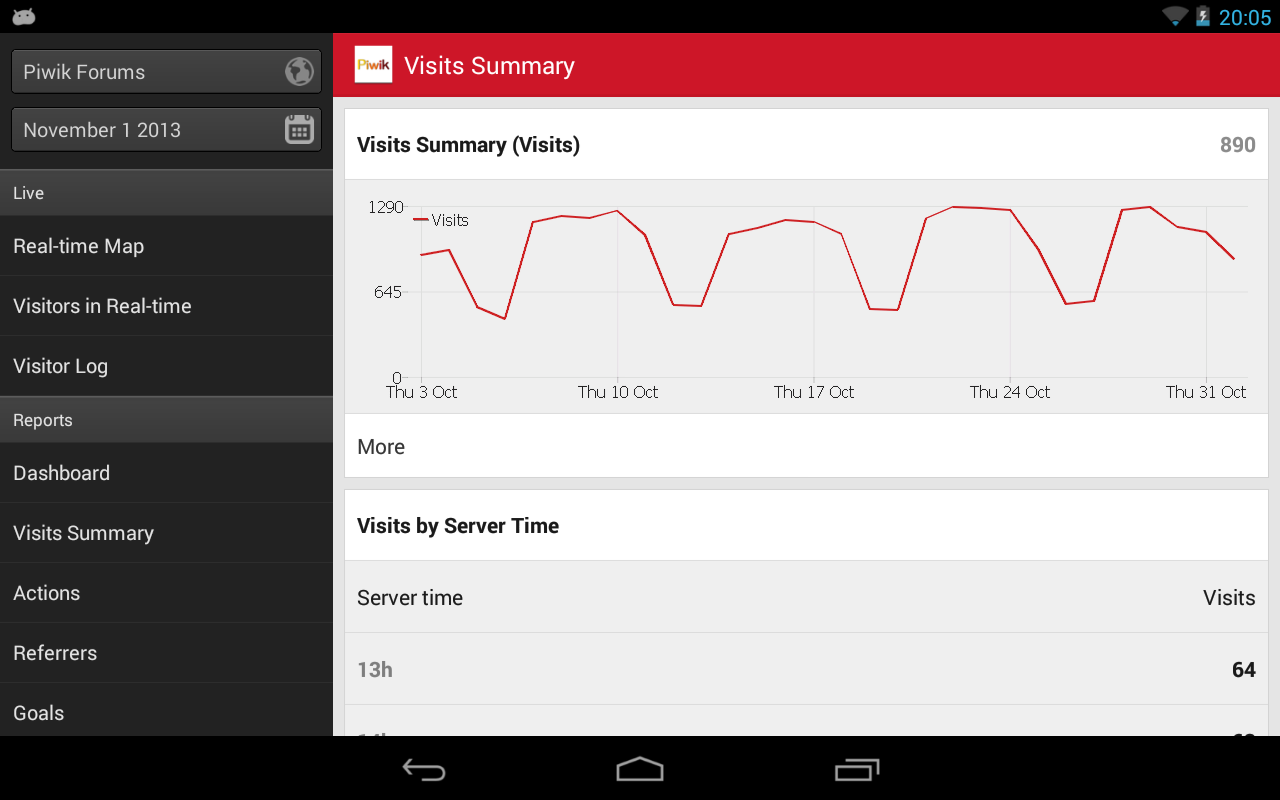 20:05
Piwik Forums
November 1 2013
Live
Real-time Map
Visitors in Real-time
Visitor Log
Reports
Dashboard
Visits Summary
Actions
Referrers
Goals
Piwik Visits Summary
Visits Summary (Visits) 890
1290
Visits
645
0
Thu 3 Oct Thu 10 Oct Thu 17 Oct Thu 24 Oct Thu 31 Oct
More
Visits by Server Time
Server time Visits
13h 64